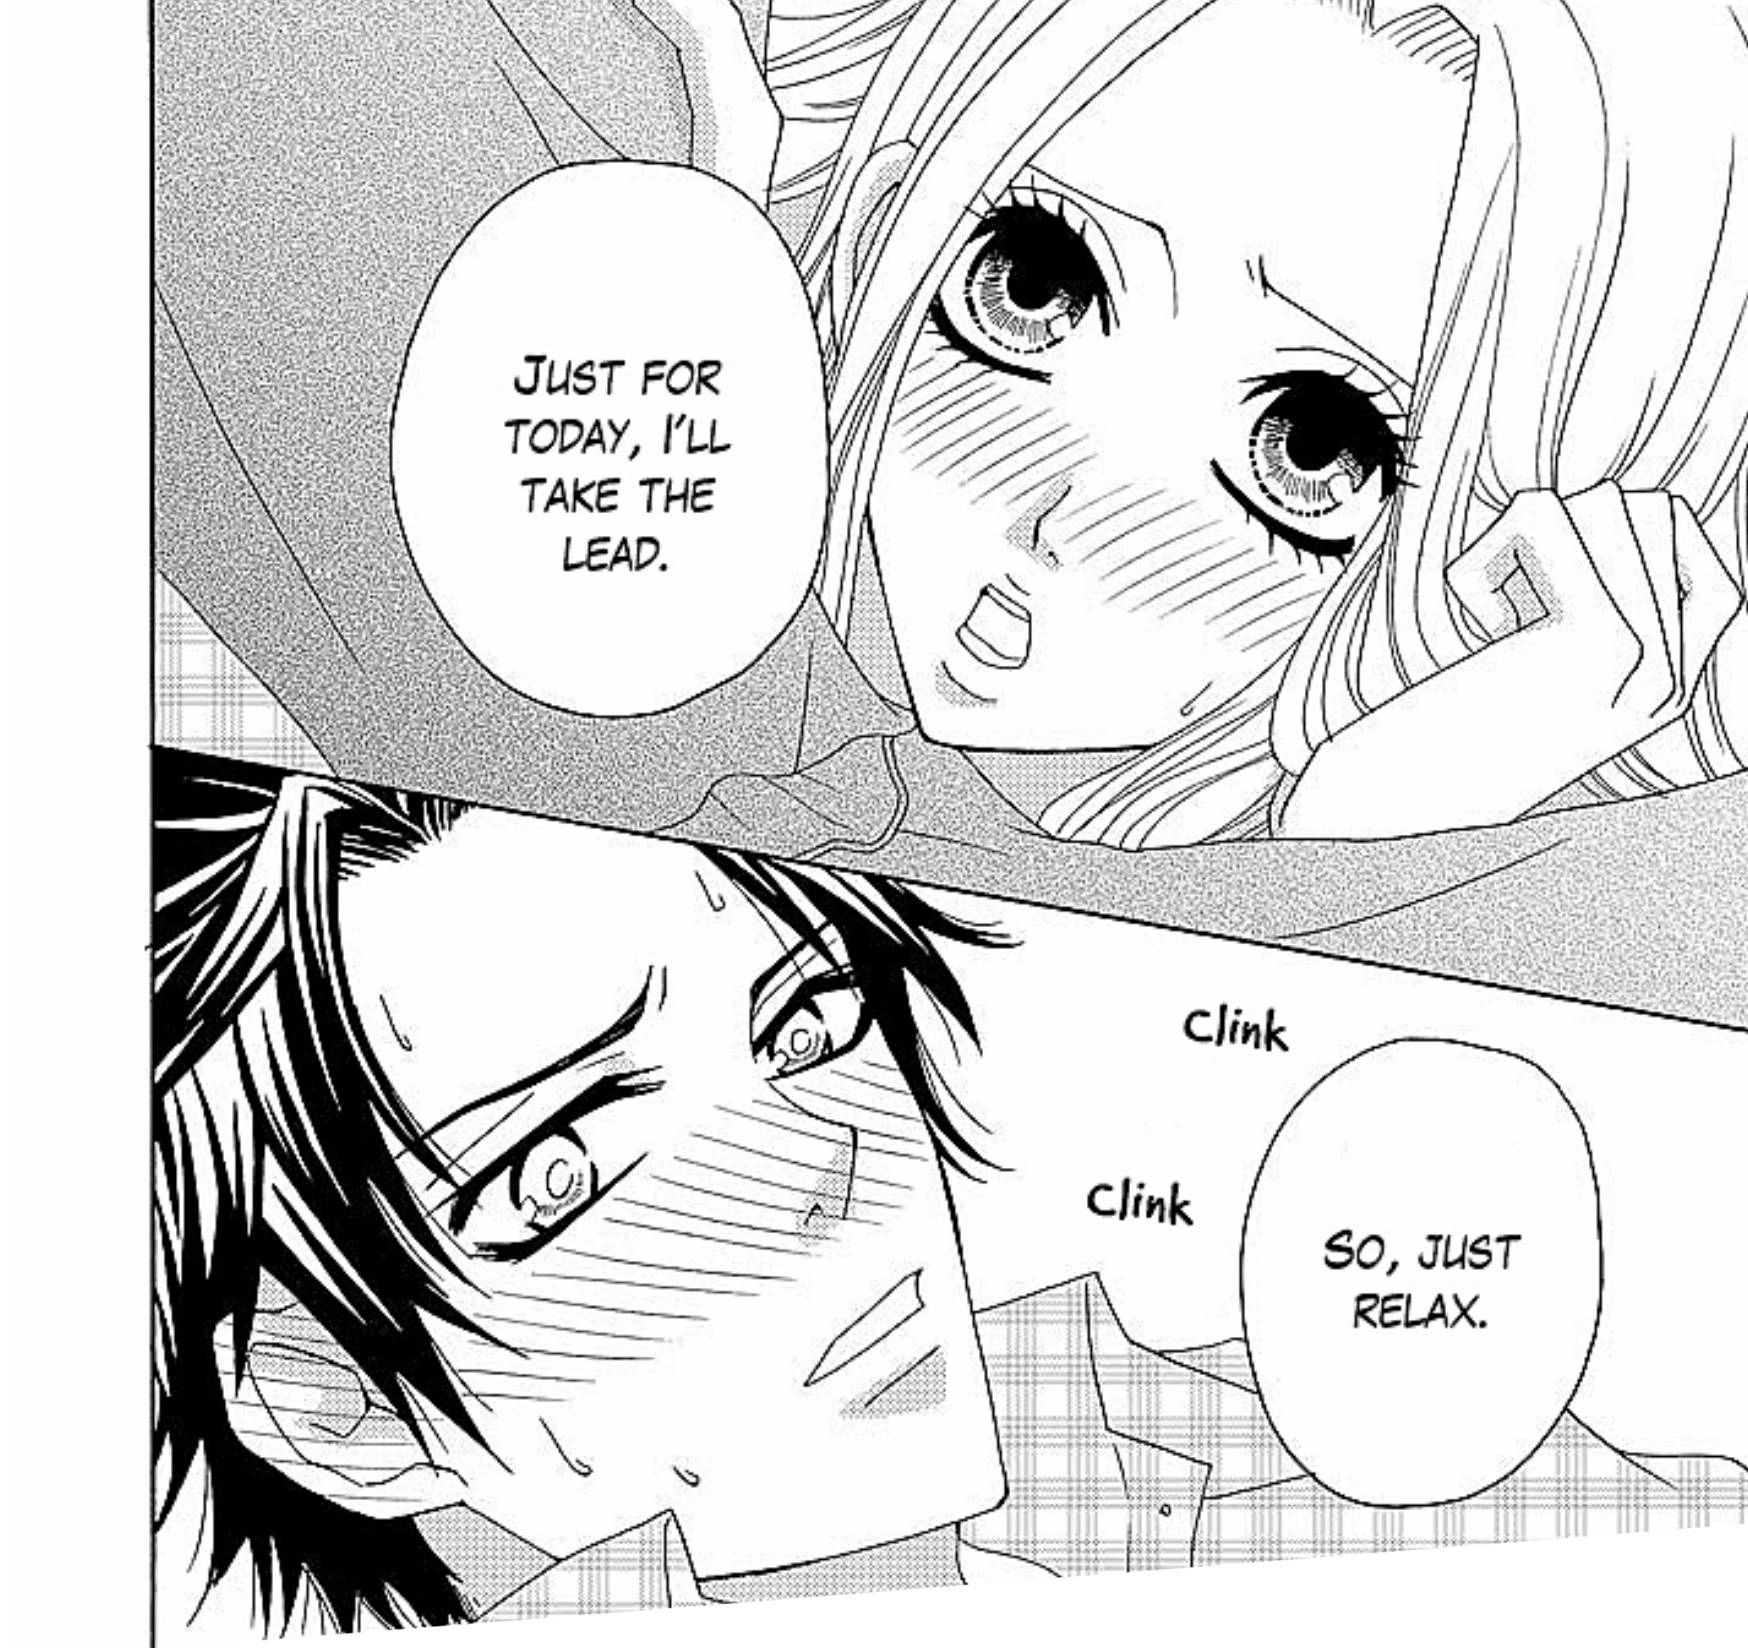 JUST FOR
TODAY, I'LL
TAKE THE
LEAD.
Clink
Clink
SO, JUST
RELAX.